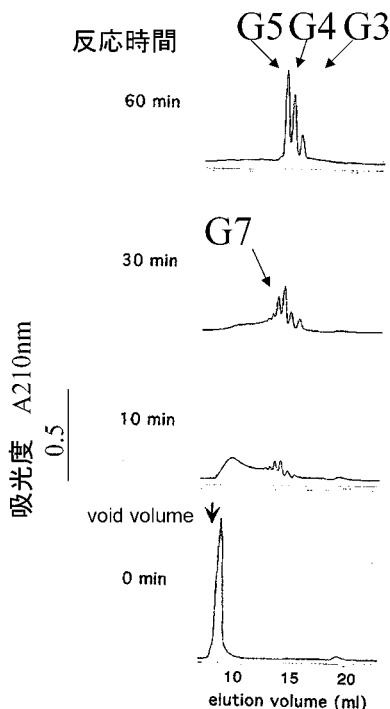 反応時間
G5 G4 G3
60 min
G7
30 min
吸光度 A210nm
0.5
10 min
void volume
0 min
10 15 20
elution volume (ml)